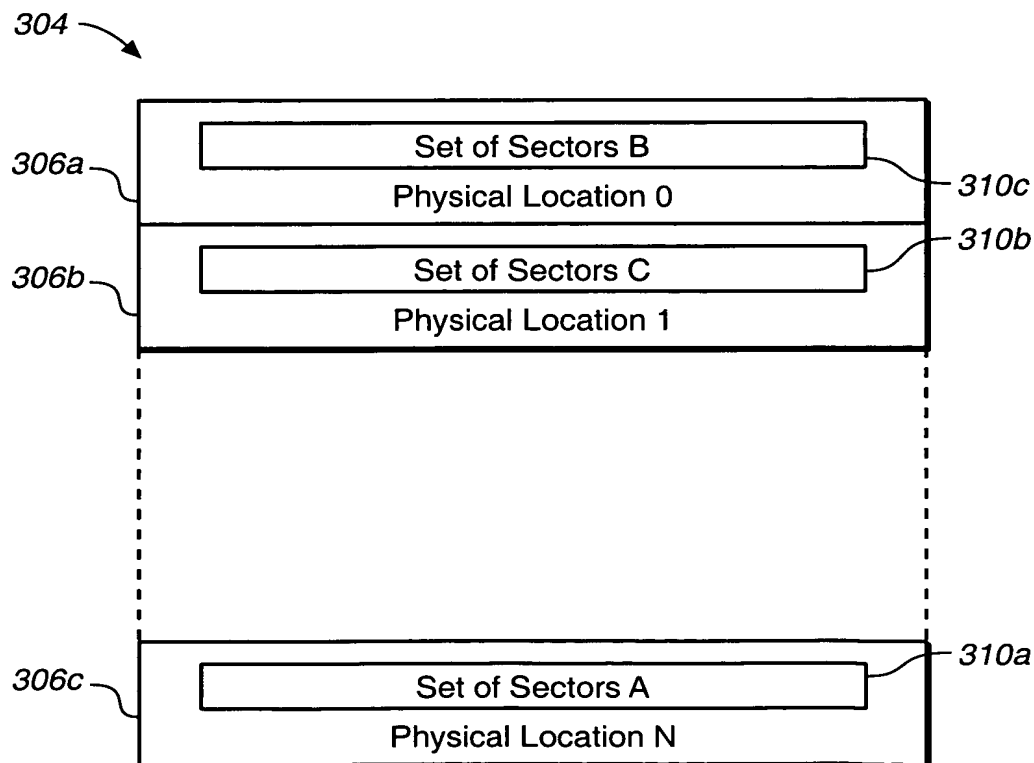 304
Set of Sectors B
306a
310c
Physical Location 0
310b
Set of Sectors C
306b
Physical Location 1
310a
Set of Sectors A
306c
Physical Location N